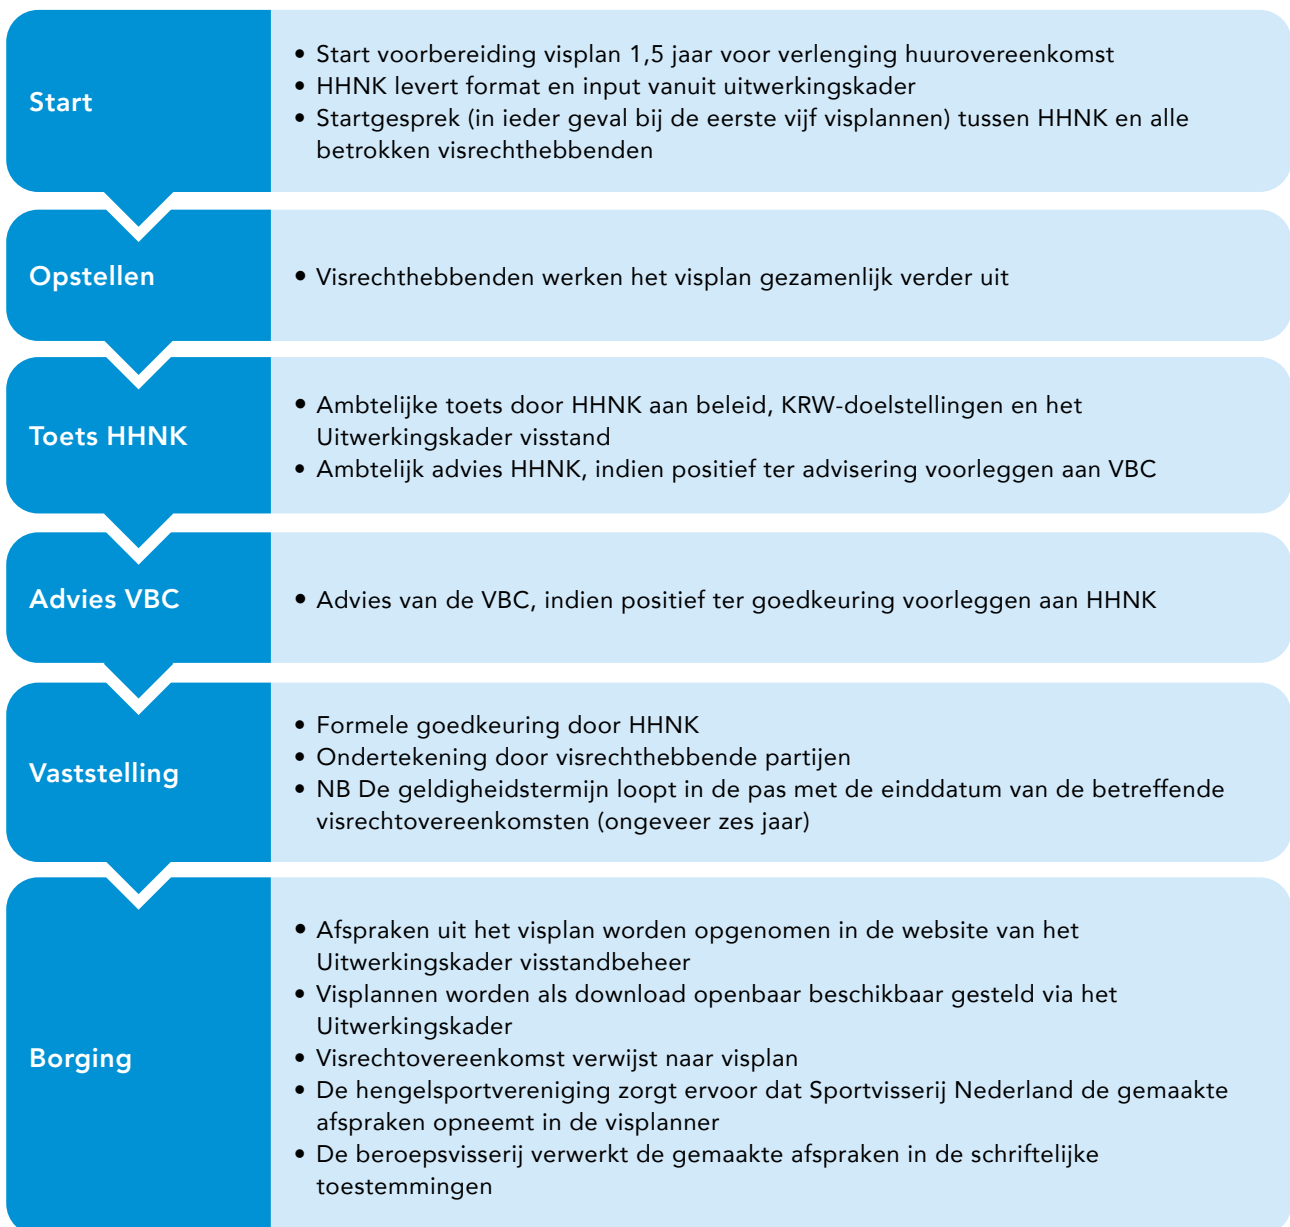 Start
• Start voorbereiding visplan 1,5 jaar voor verlenging huurovereenkomst
• HHNK levert format en input vanuit uitwerkingskader
• Startgesprek (in ieder geval bij de eerste vijf visplannen) tussen HHNK en alle
betrokken visrechthebbenden
Opstellen
• Visrechthebbenden werken het visplan gezamenlijk verder uit
Toets HHNK
• Ambtelijke toets door HHNK aan beleid, KRW-doelstellingen en het
Uitwerkingskader visstand
• Ambtelijk advies HHNK, indien positief ter advisering voorleggen aan VBC
Advies VBC
• Advies van de VBC, indien positief ter goedkeuring voorleggen aan HHNK
Vaststelling
• Formele goedkeuring door HHNK
• Ondertekening door visrechthebbende partijen
• NB De geldigheidstermijn loopt in de pas met de einddatum van de betreffende
visrechtovereenkomsten (ongeveer zes jaar)
Borging
• Afspraken uit het visplan worden opgenomen in de website van het
Uitwerkingskader visstandbeheer
• Visplannen worden als download openbaar beschikbaar gesteld via het
Uitwerkingskader
• Visrechtovereenkomst verwijst naar visplan
• De hengelsportvereniging zorgt ervoor dat Sportvisserij Nederland de gemaakte
afspraken opneemt in de visplanner
• De beroepsvisserij verwerkt de gemaakte afspraken in de schriftelijke
toestemmingen